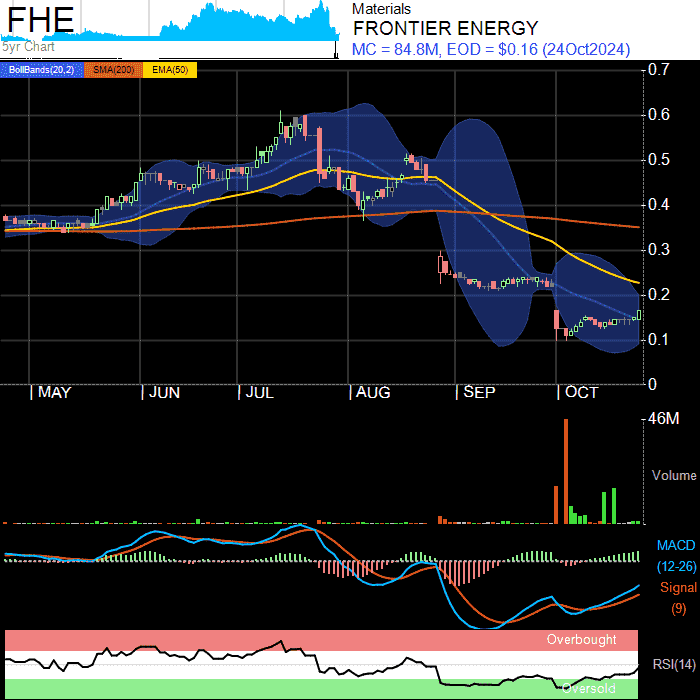 FHE
5yr Chart
Materials
FRONTIER ENERGY
MC = 84.8M, EOD = $0.16 (24Oct2024)
BollBands(20,2) SMA(200) EMA(50)
0.7
0.6
0.5
0.4
0.3
0.2
0.1
0
MAY JUN JUL AUG SEP OCT
46M
Volume
MACD
(12-26)
Signal
(9)
Overbought
RSI(14)
Oversold